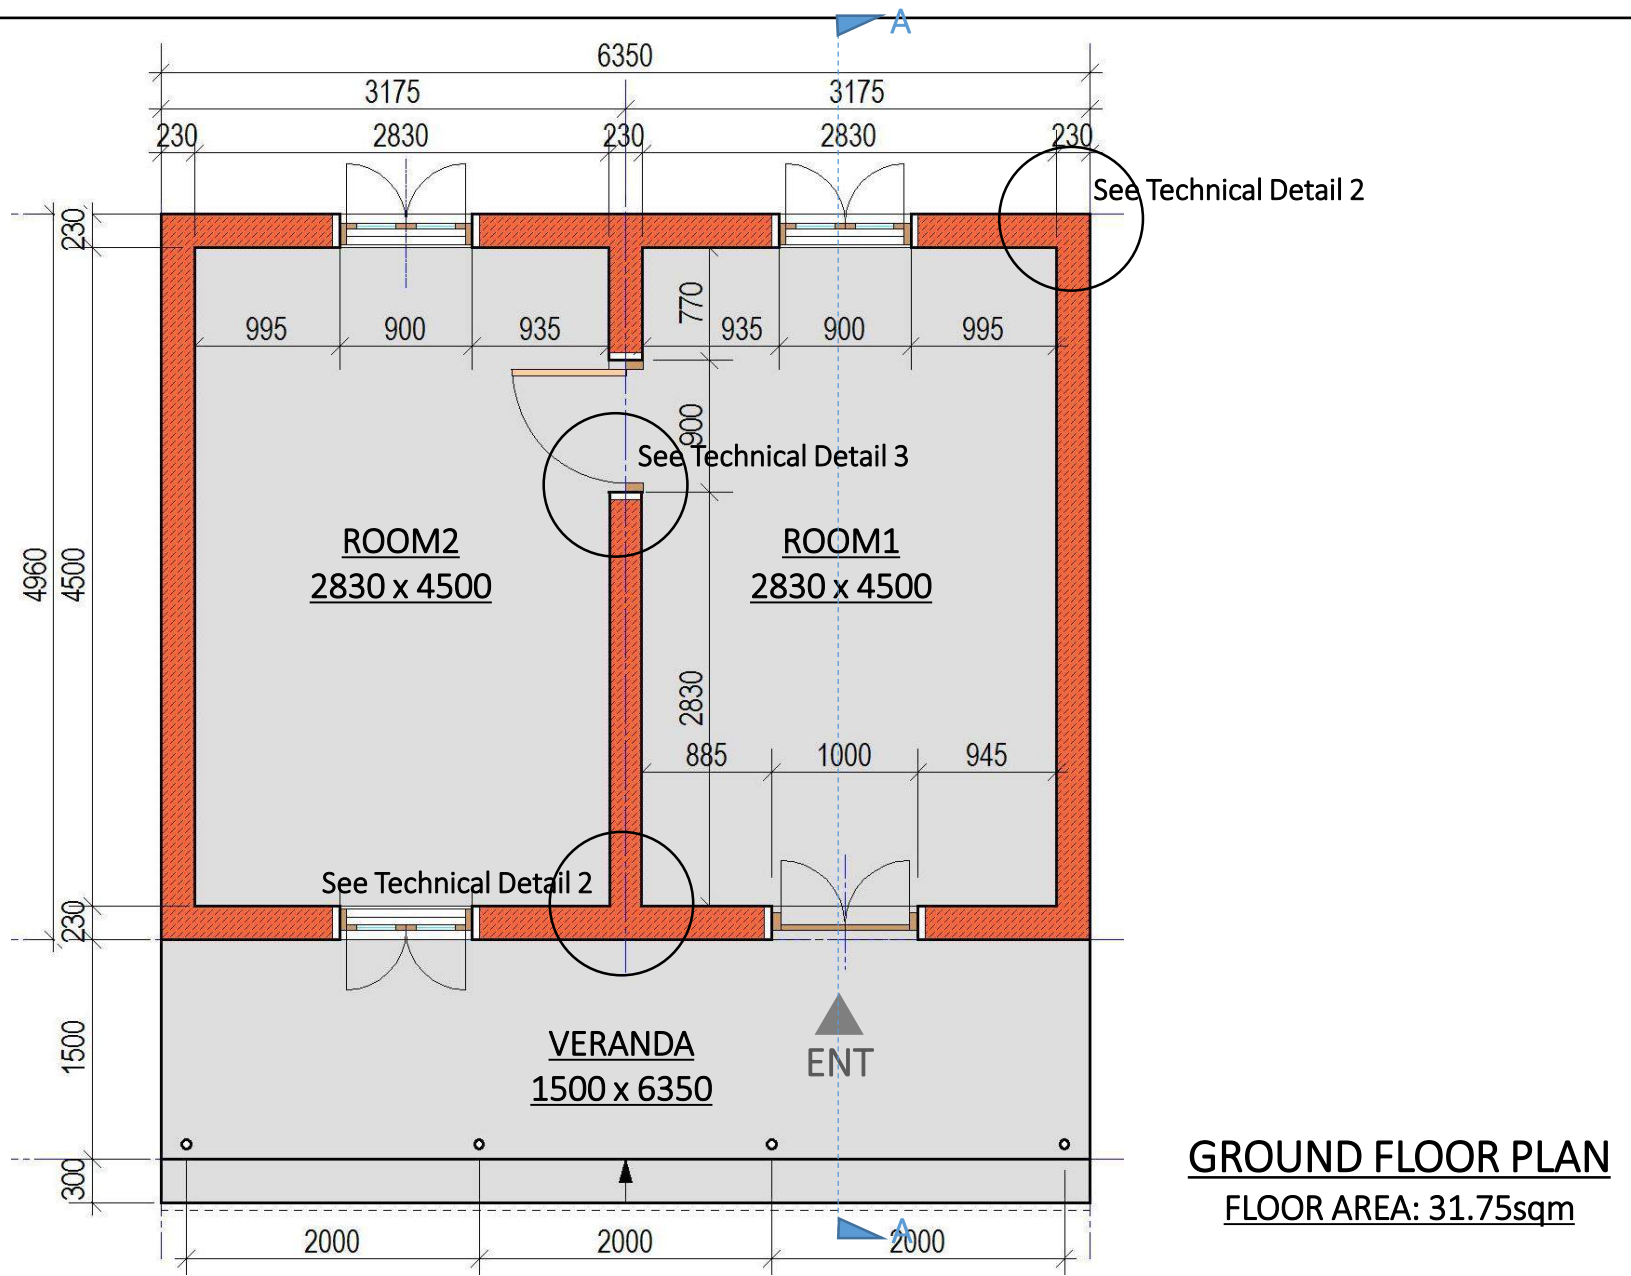 A
6350
3175
3175
230
2830
230
2830
230
See Technical Detail 2
230
770
995
900
935
935
900
995
900
See Technical Detail 3
ROOM2
2830 x 4500
ROOM1
2830 x 4500
4960
4500
2830
885
1000
945
See Technical Detail 2
230
1500
VERANDA
1500 x 6350
ENT
300
GROUND FLOOR PLAN
FLOOR AREA: 31.75sqm
A
2000
2000
2000